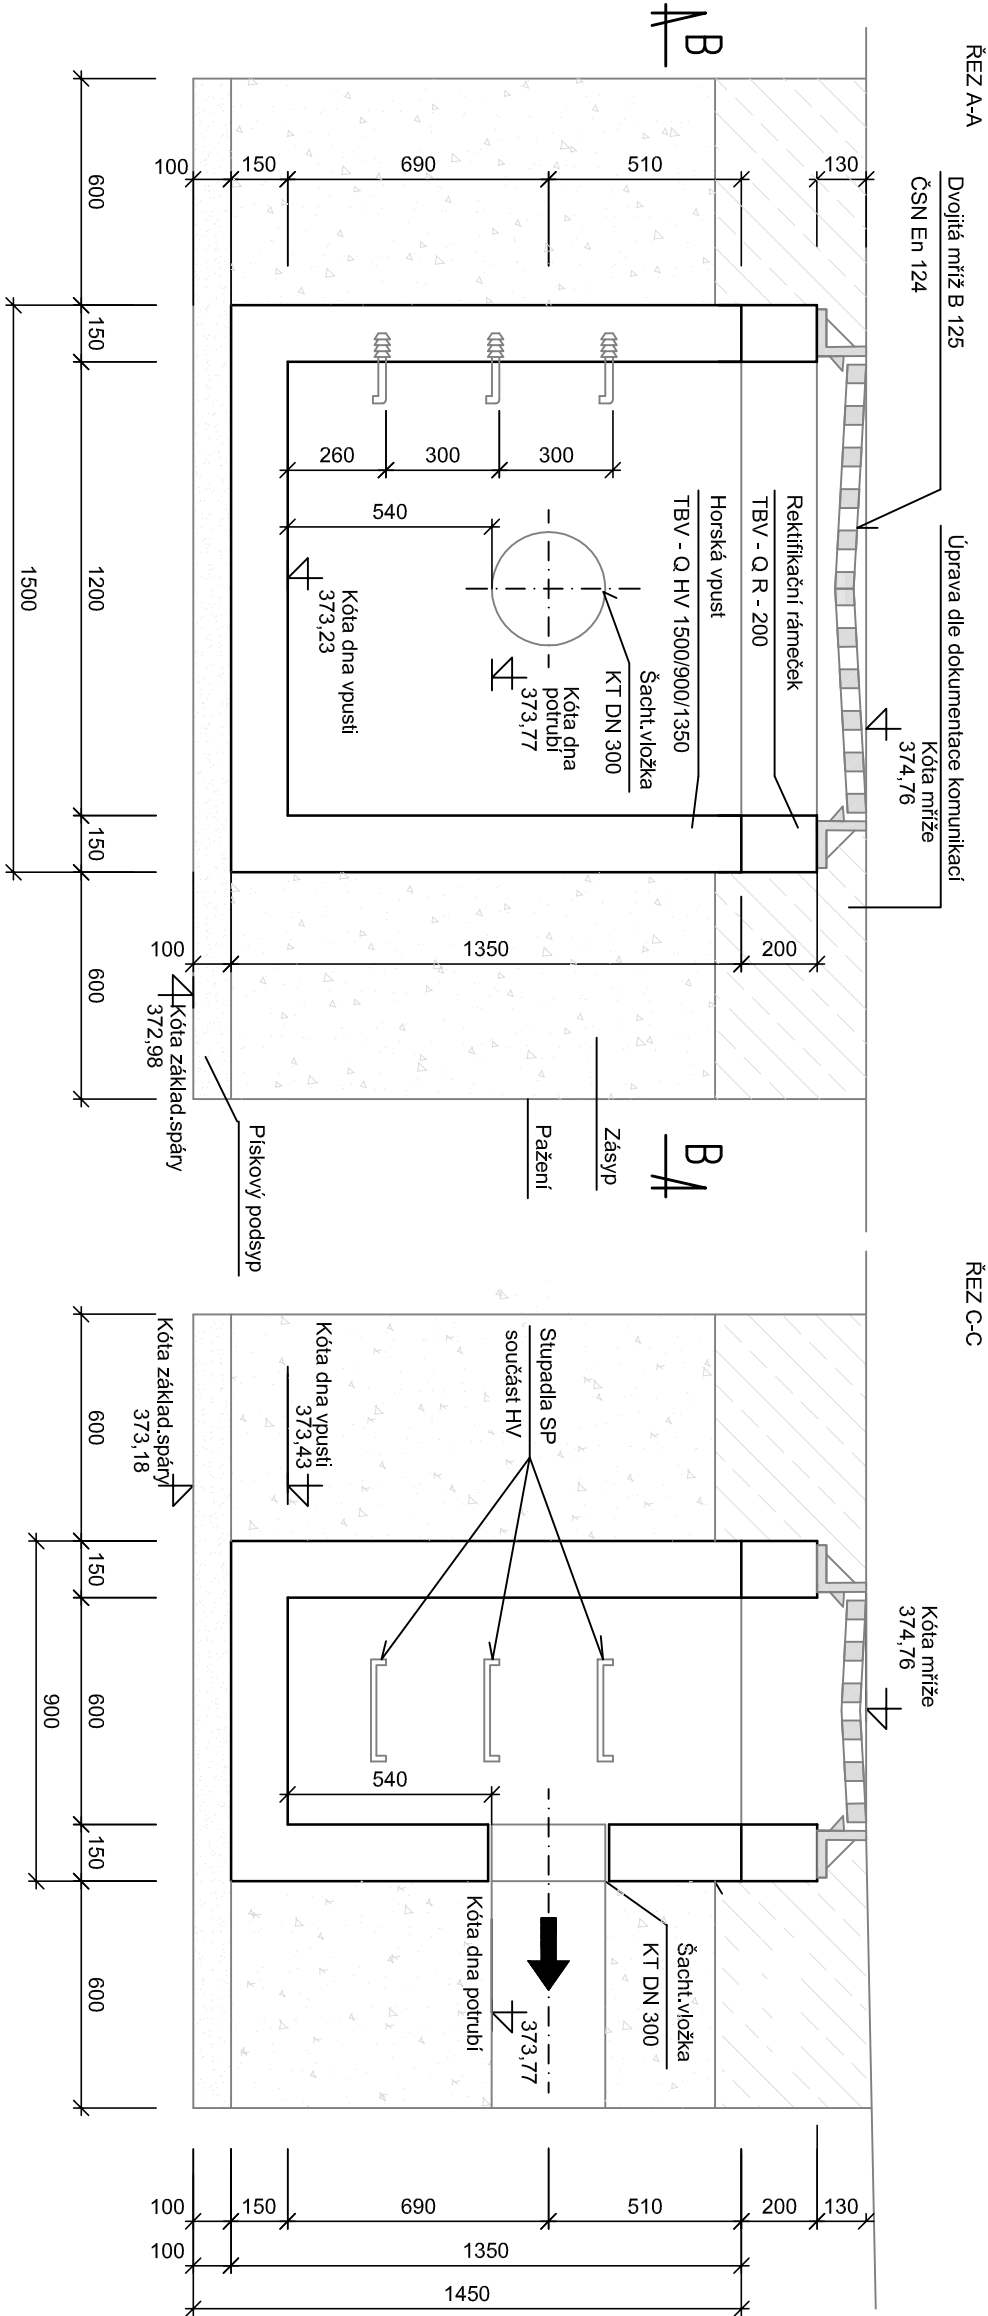 ŘEZ A-A
Dvojitá mříž B 125
ČSN En 124
Úprava dle dokumentace komunikací
Kóta mříže
374,76
Rektifikační rámeček
TBV - Q R - 200
Horská vpust
TBV - Q HV 1500/900/1350
Šacht.vložka
KT DN 300
Kóta dna
potrubí
373,77
Kóta dna vpusti
373,23
B
B
130
510
690
150
100
300
300
260
540
200
1350
100
Zásyp
Pažení
Pískový podsyp
Kóta základ.spáry
372,98
600
150
1200
150
600
1500
ŘEZ C-C
Kóta mříže
374,76
Stupadla SP
součást HV
Kóta dna vpusti
373,43
Kóta základ.spáry
373,18
Šacht.vložka
KT DN 300
Kóta dna potrubí
373,77
540
600
150
600
150
600
900
130
200
510
690
150
100
1350
100
1450